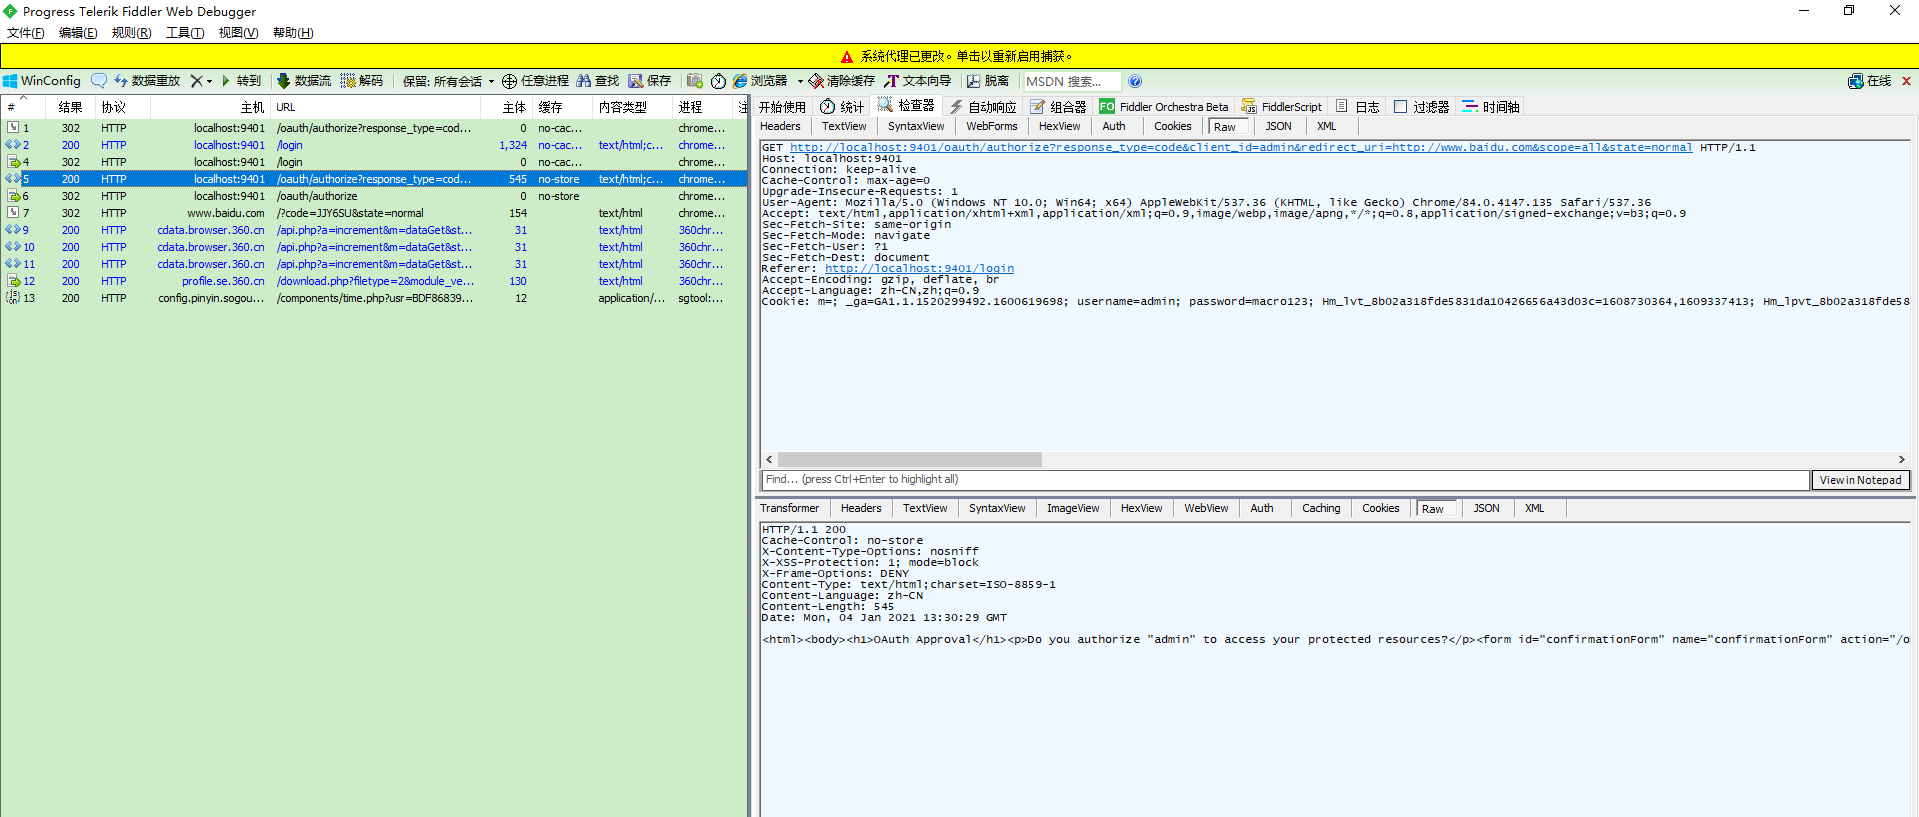 Progress Telerik Fiddler Web Debugger
文件(F) 编辑(E) 规则(R) 工具(T) 视图(V) 帮助(H)
系统代理已更改。单击以重新启用捕获。
WinConfig 数据重放 转到 数据流 解码 保留: 所有会话 任意进程 查找 保存 浏览器 清除缓存 文本向导 脱离 MSDN 搜索... 在线
# 结果 协议 主机 URL 主体 缓存 内容类型 进程
1 302 HTTP localhost:9401 /oauth/authorize?response_type=cod... 0 no-cac... chrome...
2 200 HTTP localhost:9401 /login 1,324 no-cac... text/html;c... chrome...
4 302 HTTP localhost:9401 /login 0 no-cac... chrome...
5 200 HTTP localhost:9401 /oauth/authorize?response_type=cod... 545 no-store text/html;c... chrome...
6 302 HTTP localhost:9401 /oauth/authorize 0 no-store chrome...
7 302 HTTP www.baidu.com /?code=JJY6SU&state=normal 154 text/html chrome...
9 200 HTTP cdata.browser.360.cn /api.php?a=increment&m=dataGet&st... 31 text/html 360chr...
10 200 HTTP cdata.browser.360.cn /api.php?a=increment&m=dataGet&st... 31 text/html 360chr...
11 200 HTTP cdata.browser.360.cn /api.php?a=increment&m=dataGet&st... 31 text/html 360chr...
12 200 HTTP profile.se.360.cn /download.php?filetype=2&module_ve... 130 text/html 360chr...
13 200 HTTP config.pinyin.sogou... /components/time.php?usr=BDF86839... 12 application/... sgtool:...
开始使用 统计 检查器 自动响应 组合器 FO Fiddler Orchestra Beta FiddlerScript 日志 过滤器 时间轴
Headers TextView SyntaxView WebForms HexView Auth Cookies Raw JSON XML
GET http://localhost:9401/oauth/authorize?response_type=code&client_id=admin&redirect_uri=http://www.baidu.com&scope=all&state=normal HTTP/1.1
Host: localhost:9401
Connection: keep-alive
Cache-Control: max-age=0
Upgrade-Insecure-Requests: 1
User-Agent: Mozilla/5.0 (Windows NT 10.0; Win64; x64) AppleWebKit/537.36 (KHTML, like Gecko) Chrome/84.0.4147.135 Safari/537.36
Accept: text/html,application/xhtml+xml,application/xml;q=0.9,image/webp,image/apng,*/*;q=0.8,application/signed-exchange;v=b3;q=0.9
Sec-Fetch-Site: same-origin
Sec-Fetch-Mode: navigate
Sec-Fetch-User: ?1
Sec-Fetch-Dest: document
Referer: http://localhost:9401/login
Accept-Encoding: gzip, deflate, br
Accept-Language: zh-CN,zh;q=0.9
Cookie: m=; _ga=GA1.1.1520299492.1600619698; username=admin; password=macro123; Hm_lvt_8b02a318fde5831da10426656a43d03c=1608730364,1609337413; Hm_lpvt_8b02a318fde58
Find... (press Ctrl+Enter to highlight all) View in Notepad
Transformer Headers TextView SyntaxView ImageView HexView WebView Auth Caching Cookies Raw JSON XML
HTTP/1.1 200
Cache-Control: no-store
X-Content-Type-Options: nosniff
X-XSS-Protection: 1; mode=block
X-Frame-Options: DENY
Content-Type: text/html;charset=ISO-8859-1
Content-Language: zh-CN
Content-Length: 545
Date: Mon, 04 Jan 2021 13:30:29 GMT
<html><body><h1>OAuth Approval</h1><p>Do you authorize "admin" to access your protected resources?</p><form id="confirmationForm" name="confirmationForm" action="/o